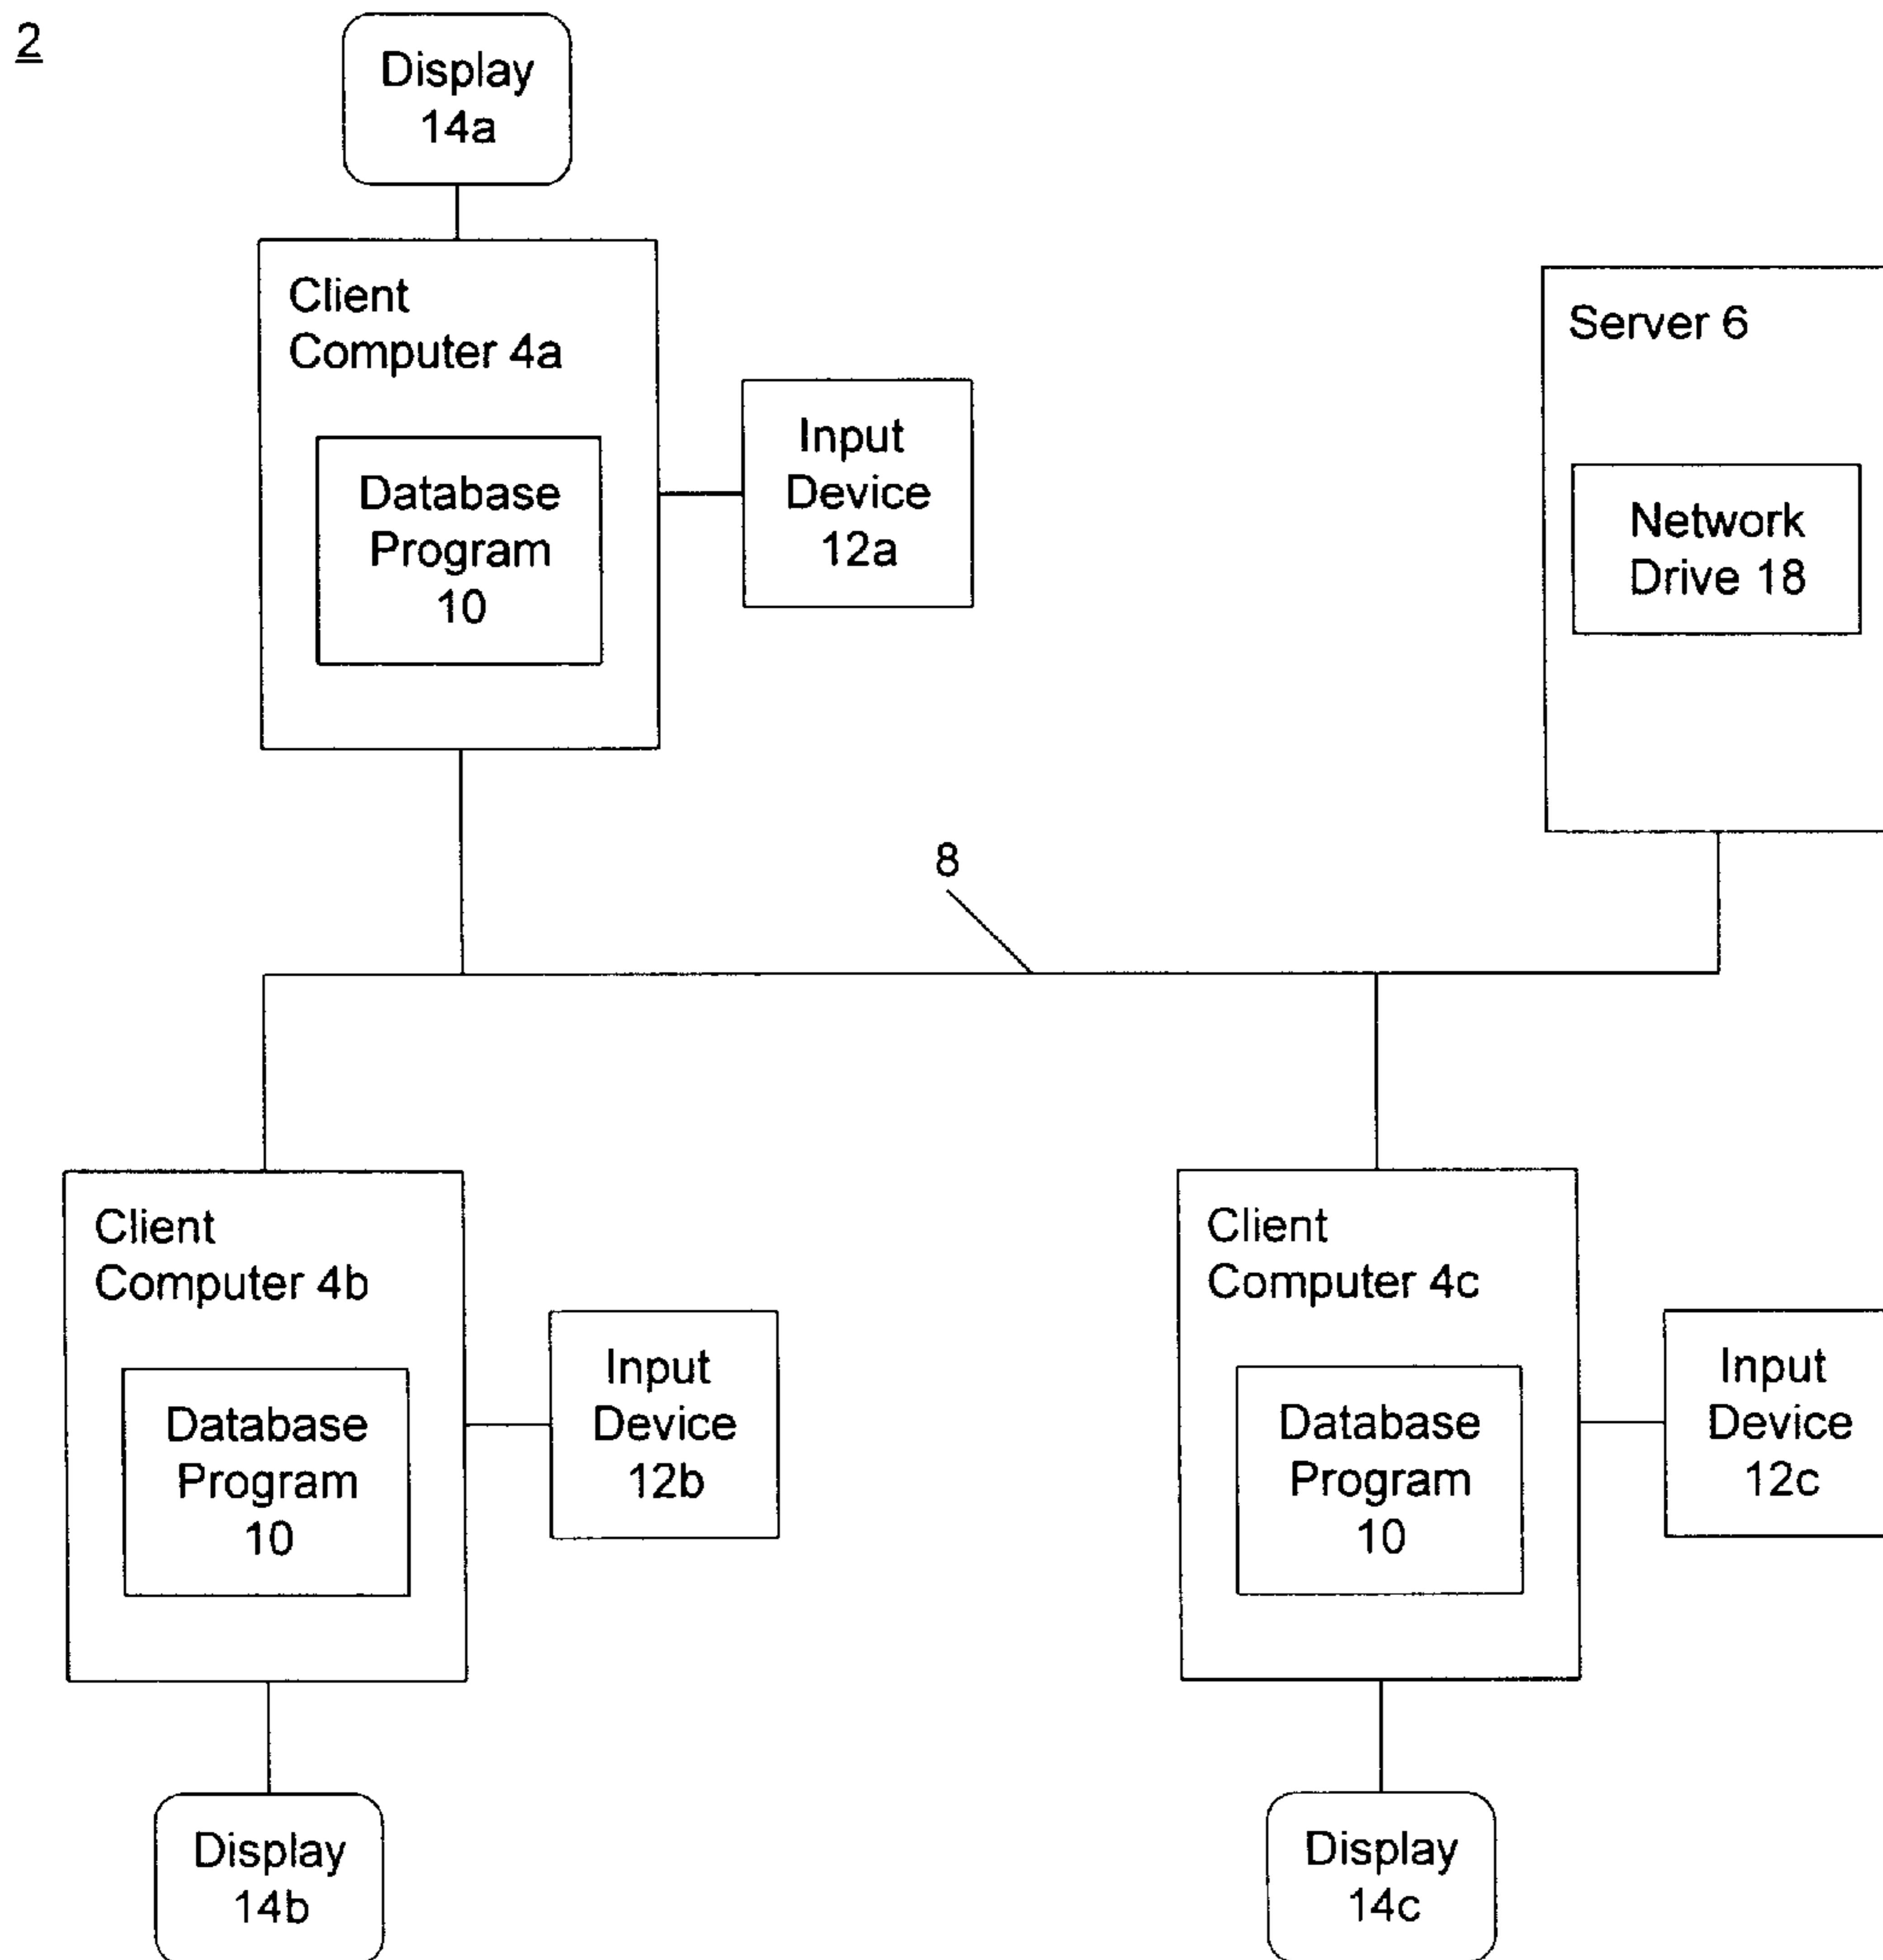 2
Display
14a
Client
Computer 4a
Database
Program
10
Input
Device
12a
Server 6
Network
Drive 18
8
Client
Computer 4b
Database
Program
10
Input
Device
12b
Display
14b
Client
Computer 4c
Database
Program
10
Input
Device
12c
Display
14c